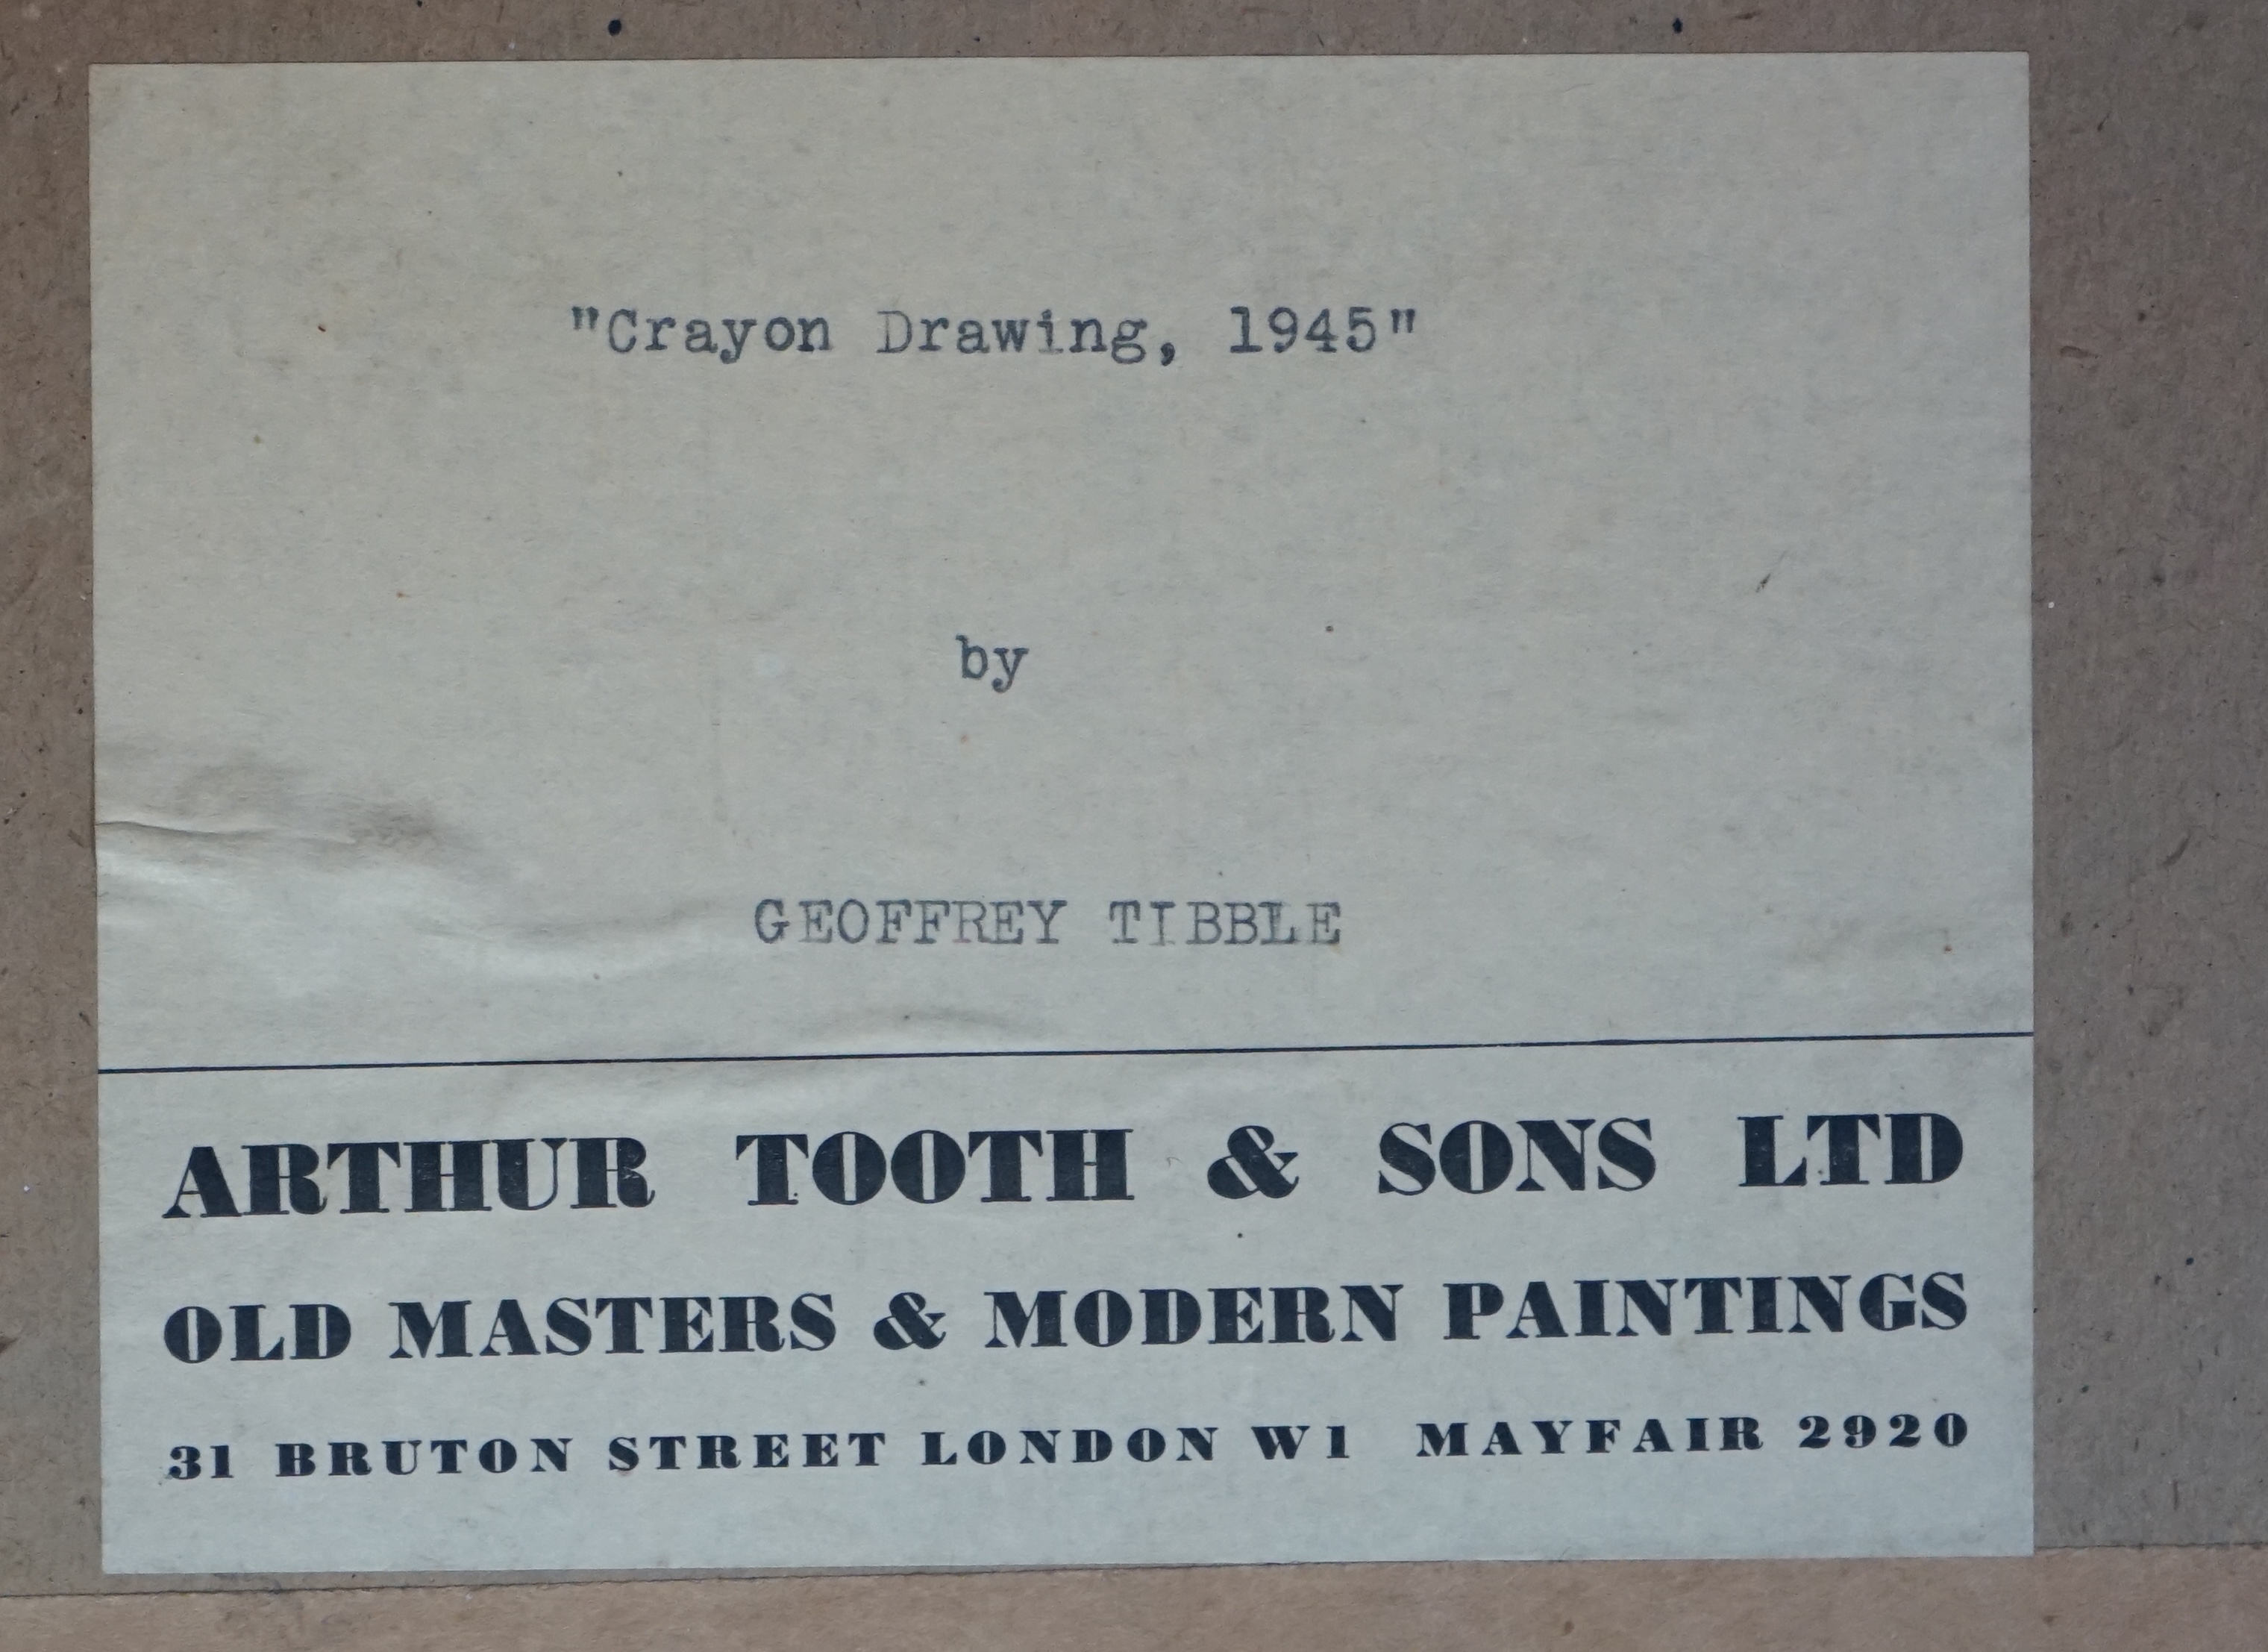 "Crayon Drawing, 1945"
by
GEOFFREY TIBBLE
ARTHUR TOOTH & SONS LTD
OLD MASTERS & MODERN PAINTINGS
31 BRUTON STREET LONDON W1 MAYFAIR 2920